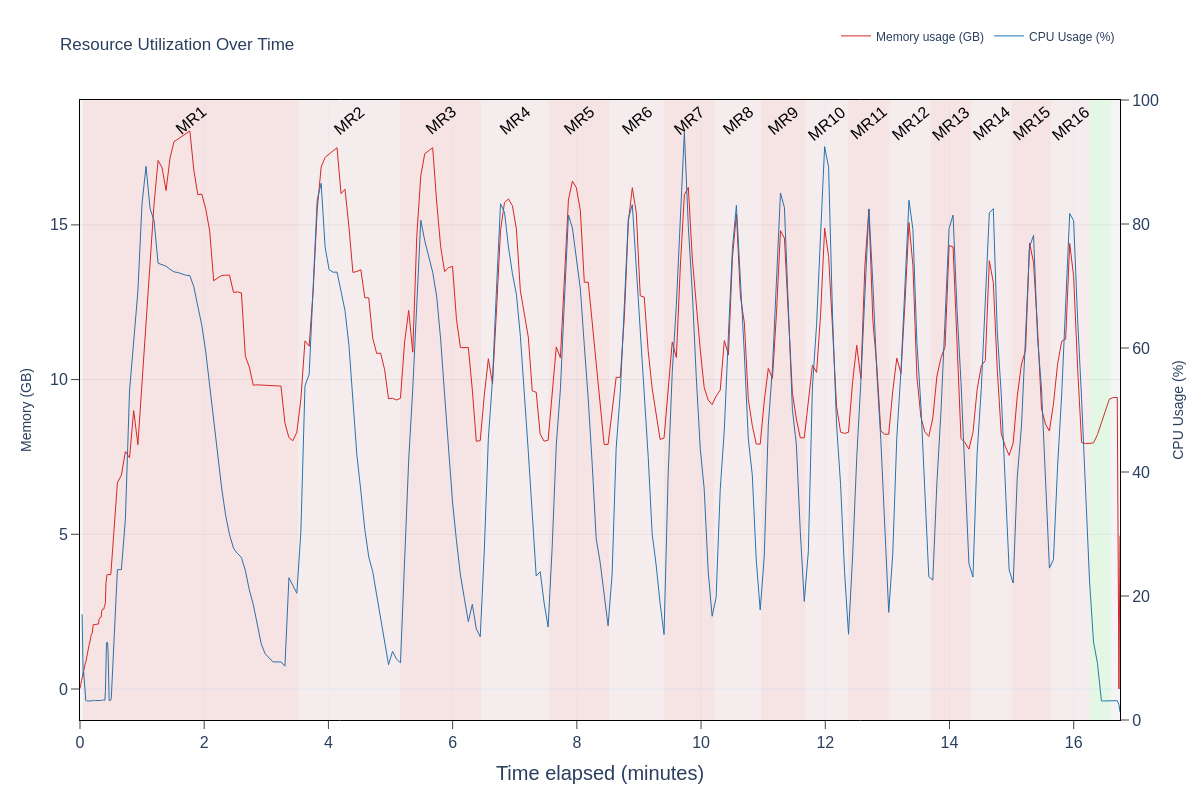 Resource Utilization Over Time
Memory usage (GB) CPU Usage (%)
MR1 MR2 MR3 MR4 MR5 MR6 MR7 MR8 MR9 MR10 MR11 MR12 MR13 MR14 MR15 MR16
15
10
5
0
Memory (GB)
100
80
60
40
20
0
CPU Usage (%)
0 2 4 6 8 10 12 14 16
Time elapsed (minutes)